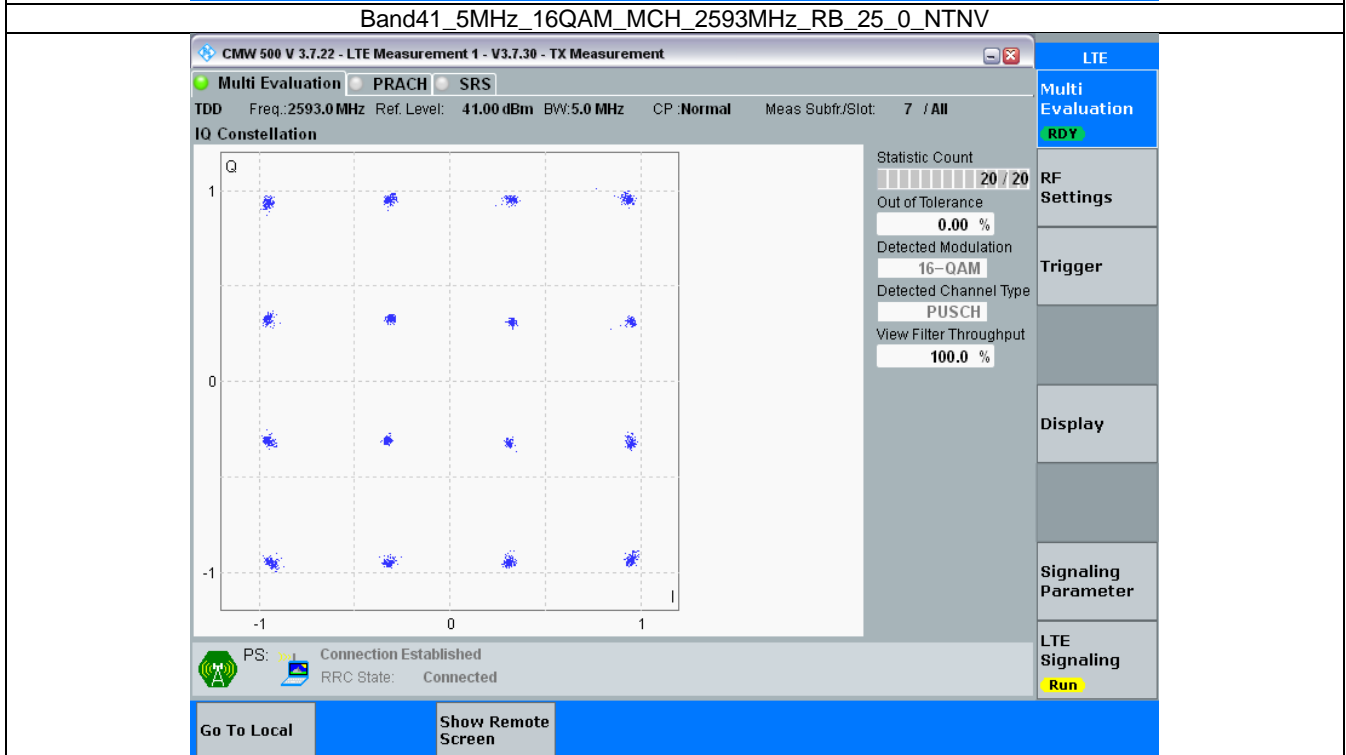 Band41_5MHz_16QAM_MCH_2593MHz_RB_25_0_NTNV
CMW 500 V 3.7.22 - LTE Measurement 1 - V3.7.30 - TX Measurement
LTE
Multi Evaluation PRACH SRS
TDD Freq.:2593.0 MHz Ref. Level: 41.00 dBm BW:5.0 MHz CP :Normal Meas Subfr./Slot: 7 / All
IQ Constellation
Q
1
0
-1
I
-1 0 1
Statistic Count
20 / 20
Out of Tolerance
0.00 %
Detected Modulation
16-QAM
Detected Channel Type
PUSCH
View Filter Throughput
100.0 %
Multi
Evaluation
RDY
RF
Settings
Trigger
Display
Signaling
Parameter
LTE
Signaling
Run
PS: Connection Established
RRC State: Connected
Go To Local
Show Remote
Screen